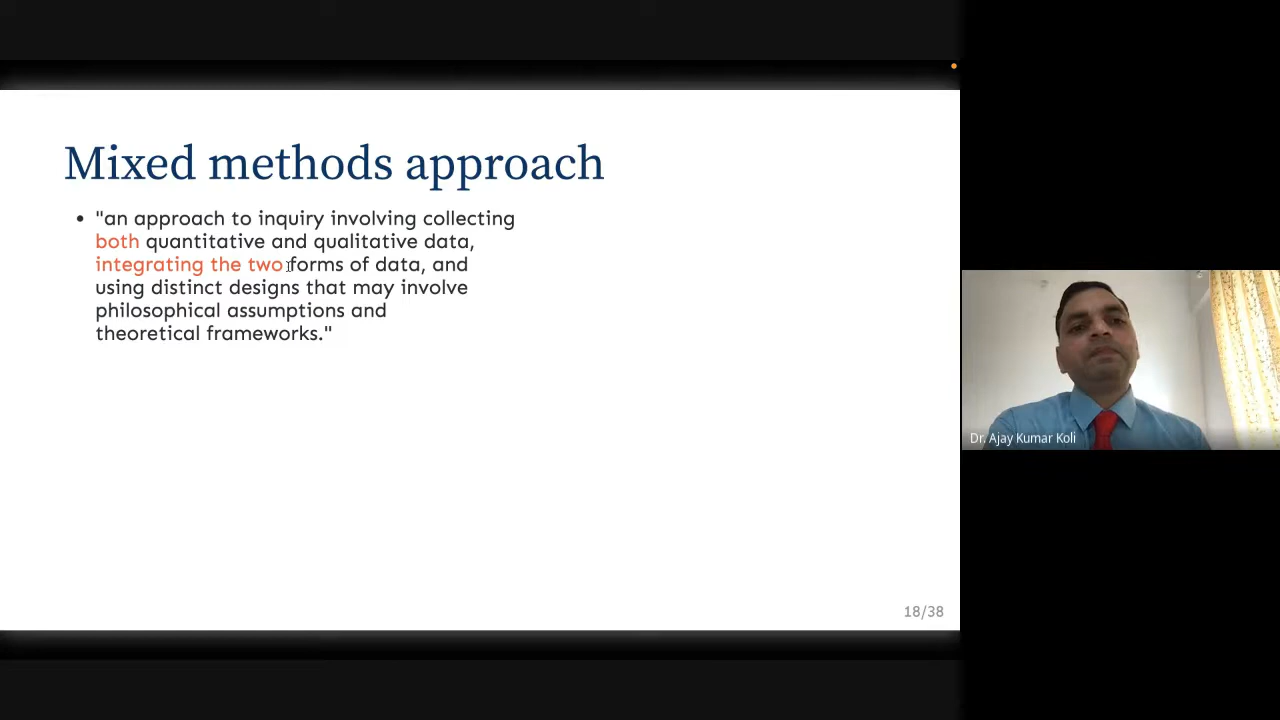 Mixed methods approach
• "an approach to inquiry involving collecting
both quantitative and qualitative data,
integrating the two forms of data, and
using distinct designs that may involve
philosophical assumptions and
theoretical frameworks."
18/38
Dr. Ajay Kumar Koli